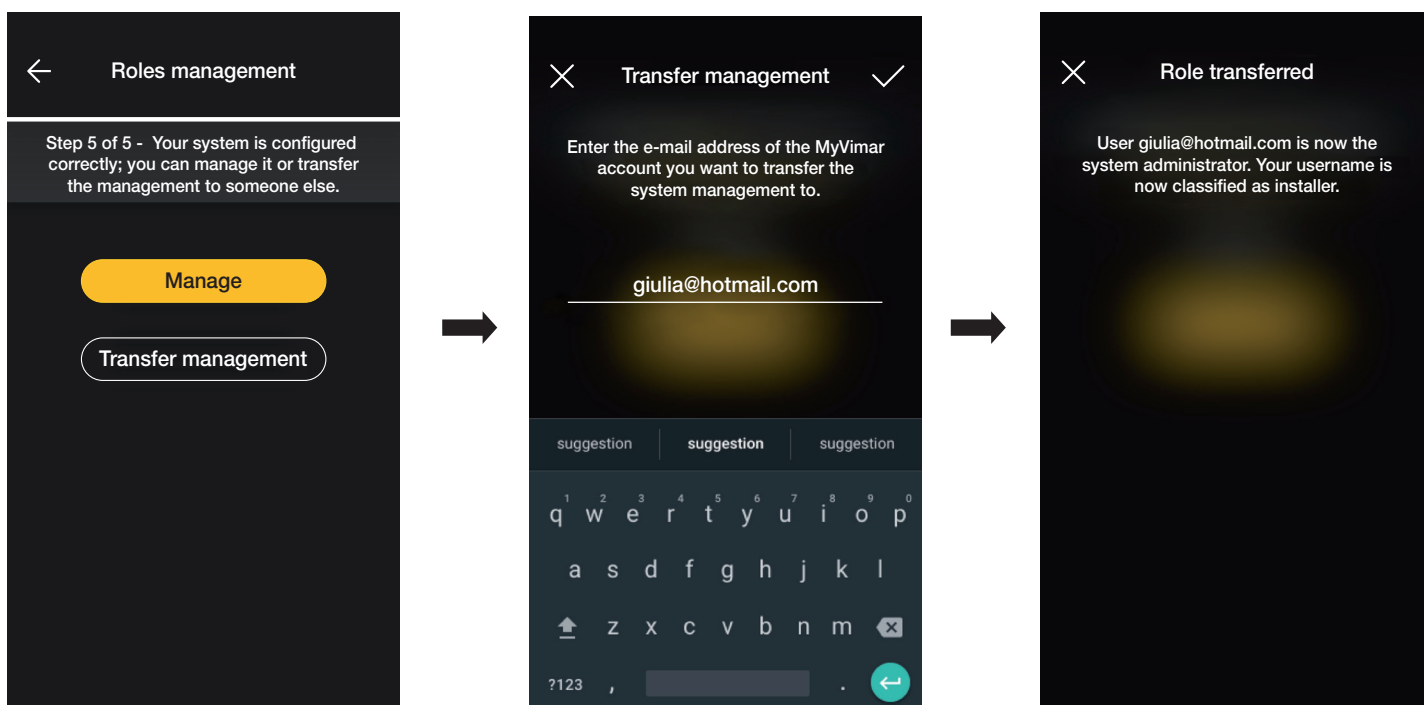 Roles management
Step 5 of 5 - Your system is configured
correctly; you can manage it or transfer
the management to someone else.
Manage
Transfer management
Transfer management
Enter the e-mail address of the MyVimar
account you want to transfer the
system management to.
giulia@hotmail.com
suggestion suggestion suggestion
1 2 3 4 5 6 7 8 9 0
q w e r t y u i o p
a s d f g h j k l
z x c v b n m
?123 , .
Role transferred
User giulia@hotmail.com is now the
system administrator. Your username is
now classified as installer.